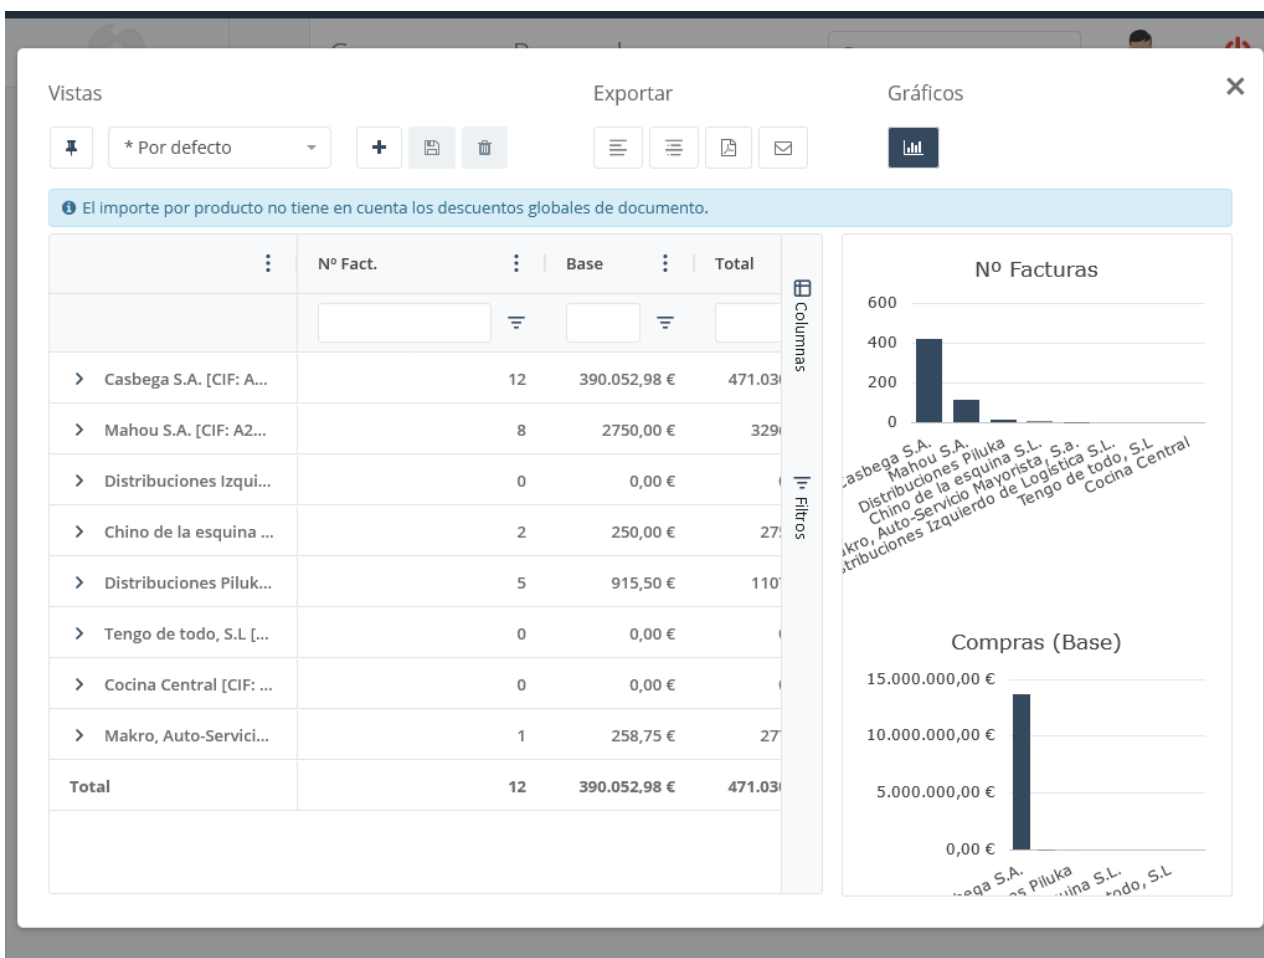 Vistas
Exportar
Gráficos
* Por defecto
El importe por producto no tiene en cuenta los descuentos globales de documento.
Nº Fact.
Base
Total
Columnas
Filtros
Casbega S.A. [CIF: A... 12 390.052,98 €
Mahou S.A. [CIF: A2... 8 2750,00 €
Distribuciones Izqui... 0 0,00 €
Chino de la esquina ... 2 250,00 €
Distribuciones Piluk... 5 915,50 €
Tengo de todo, S.L [... 0 0,00 €
Cocina Central [CIF: ... 0 0,00 €
Makro, Auto-Servici... 1 258,75 €
Total 12 390.052,98 €
Nº Facturas
600
400
200
0
Mahou S.A.
Distribuciones Piluka
Chino de la esquina S.L.
Auto-Servicio Mayorista, S.a.
Izquierdo de Logistica S.L.
Tengo de todo, S.L
Cocina Central
Compras (Base)
15.000.000,00 €
10.000.000,00 €
5.000.000,00 €
0,00 €
S.A.
Piluka
S.L.
S.L